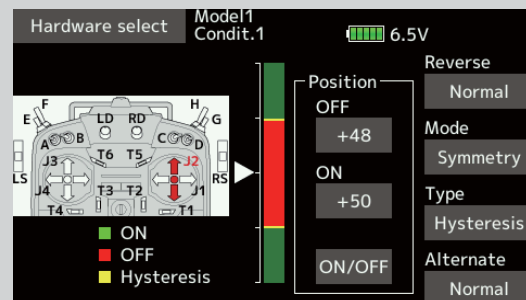 Hardware select
Model1
Condit.1
6.5V
F
H
E
G
LD RD
A B
C D
J3
T6 T5
J2
LS
RS
J4
T3 T2
J1
T4
T1
ON
OFF
Hysteresis
Position
OFF
+48
ON
+50
ON/OFF
Reverse
Normal
Mode
Symmetry
Type
Hysteresis
Alternate
Normal